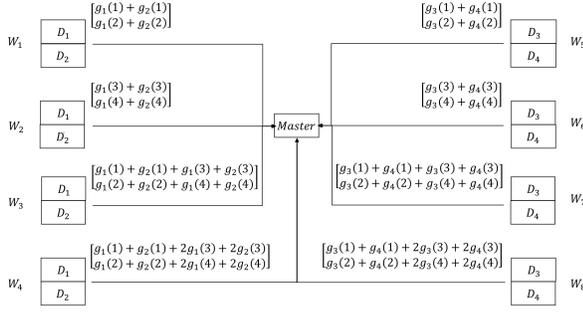 [g₁(1) + g₂(1)]
[g₁(2) + g₂(2)]
W₁
D₁
D₂
[g₁(3) + g₂(3)]
[g₁(4) + g₂(4)]
W₂
D₁
D₂
[g₁(1) + g₂(1) + g₁(3) + g₂(3)]
[g₁(2) + g₂(2) + g₁(4) + g₂(4)]
W₃
D₁
D₂
[g₁(1) + g₂(1) + 2g₁(3) + 2g₂(3)]
[g₁(2) + g₂(2) + 2g₁(4) + 2g₂(4)]
W₄
D₁
D₂
Master
[g₃(1) + g₄(1)]
[g₃(2) + g₄(2)]
D₃
D₄
[g₃(3) + g₄(3)]
[g₃(4) + g₄(4)]
D₃
D₄
[g₃(1) + g₄(1) + g₃(3) + g₄(3)]
[g₃(2) + g₄(2) + g₃(4) + g₄(4)]
D₃
D₄
[g₃(1) + g₄(1) + 2g₃(3) + 2g₄(3)]
[g₃(2) + g₄(2) + 2g₃(4) + 2g₄(4)]
D₃
D₄